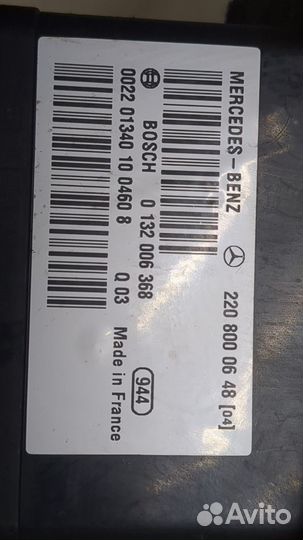 MERCEDES-BENZ 220 800 06 48 [04]
BOSCH 0 132 006 368 944
0022 01340 10 0460 8 Q 03 Made in France
Avito